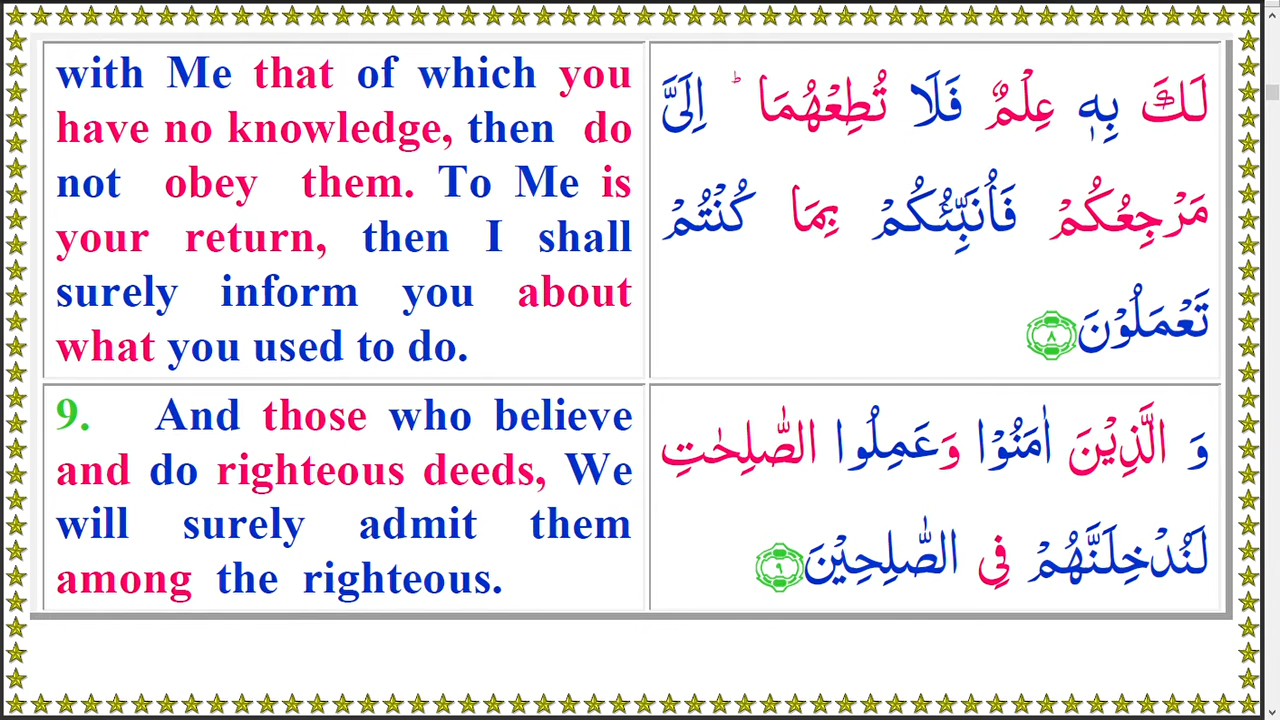 with Me that of which you
have no knowledge, then do
not obey them. To Me is
your return, then I shall
surely inform you about
what you used to do.
لَكَ بِهٖ عِلْمٌ فَلَا تُطِعْهُمَا ؕ اِلَیَّ
مَرْجِعُكُمْ فَاُنَبِّئُكُمْ بِمَا كُنْتُمْ
تَعْمَلُوْنَ ۸
9. And those who believe
and do righteous deeds, We
will surely admit them
among the righteous.
وَ الَّذِیْنَ اٰمَنُوْا وَعَمِلُوا الصّٰلِحٰتِ
لَنُدْخِلَنَّهُمْ فِی الصّٰلِحِیْنَ ۹